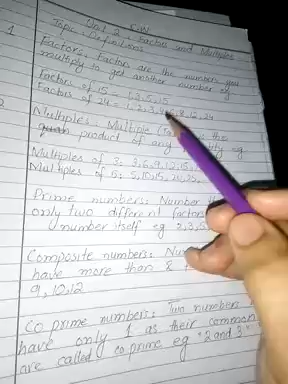 SGW
Unit 2: Factors and Multiples
Topic: Definitions
1
Factors: Factors are the numbers you
multiply to get another number eg
Factors of 15 = 1,3,5,15
Factors of 24 = 1,2,3,4,6,8,12,24
2
Multiples: Multiple the
product of any eg
Multiples of 3: 3,6,9,12,15
Multiples of 5: 5,10,15,20,25
Prime numbers: Number
only two different factors
number itself eg 2,3,5
Composite numbers:
have more than
9,10,12
Co prime numbers: Two numbers
have only 1 as their common
are called co prime eg "2 and 3"